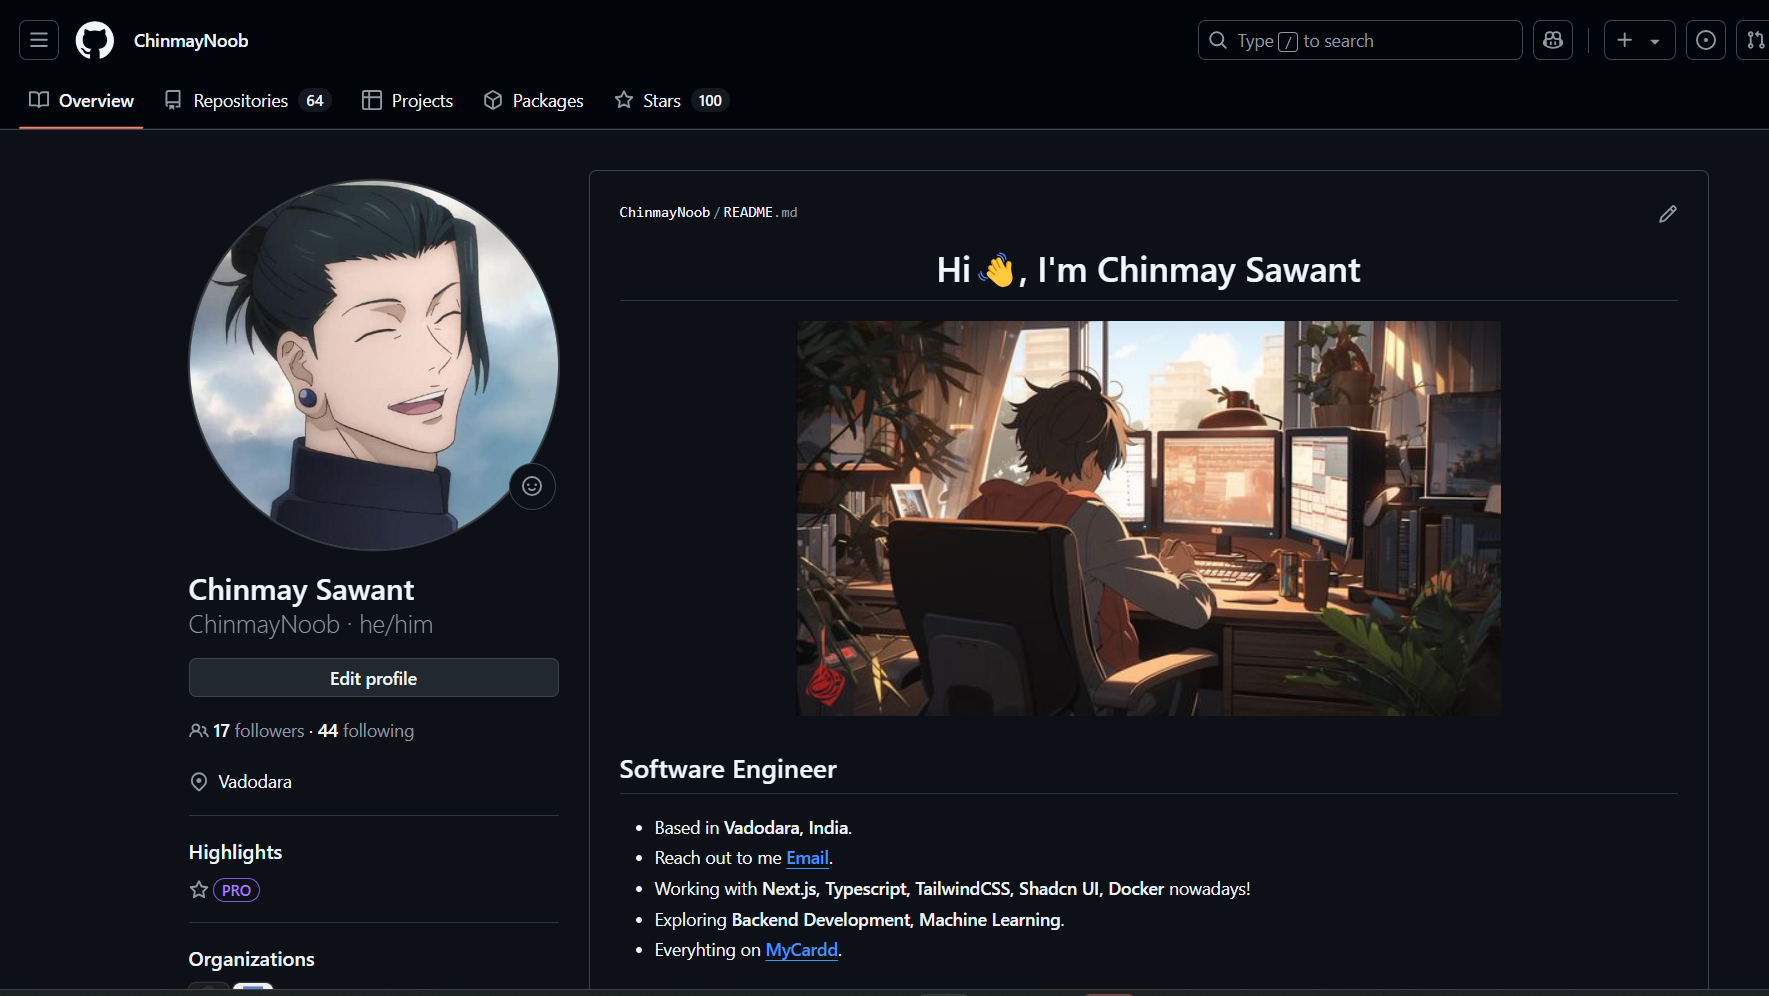 ChinmayNoob
Type / to search
Overview
Repositories 64
Projects
Packages
Stars 100
ChinmayNoob/README.md
Hi 👋, I'm Chinmay Sawant
Chinmay Sawant
ChinmayNoob · he/him
Edit profile
17 followers · 44 following
Vadodara
Highlights
PRO
Organizations
Software Engineer
Based in Vadodara, India.
Reach out to me Email.
Working with Next.js, Typescript, TailwindCSS, Shadcn UI, Docker nowadays!
Exploring Backend Development, Machine Learning.
Everyhting on MyCardd.